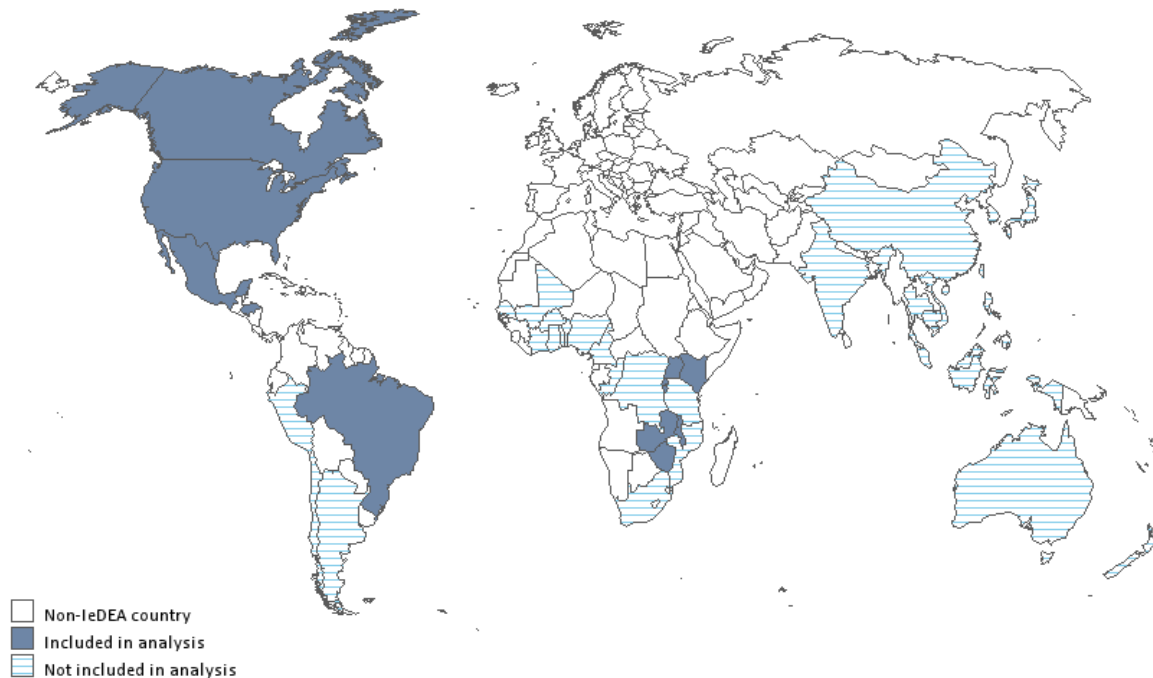 Non-IeDEA country
Included in analysis
Not included in analysis